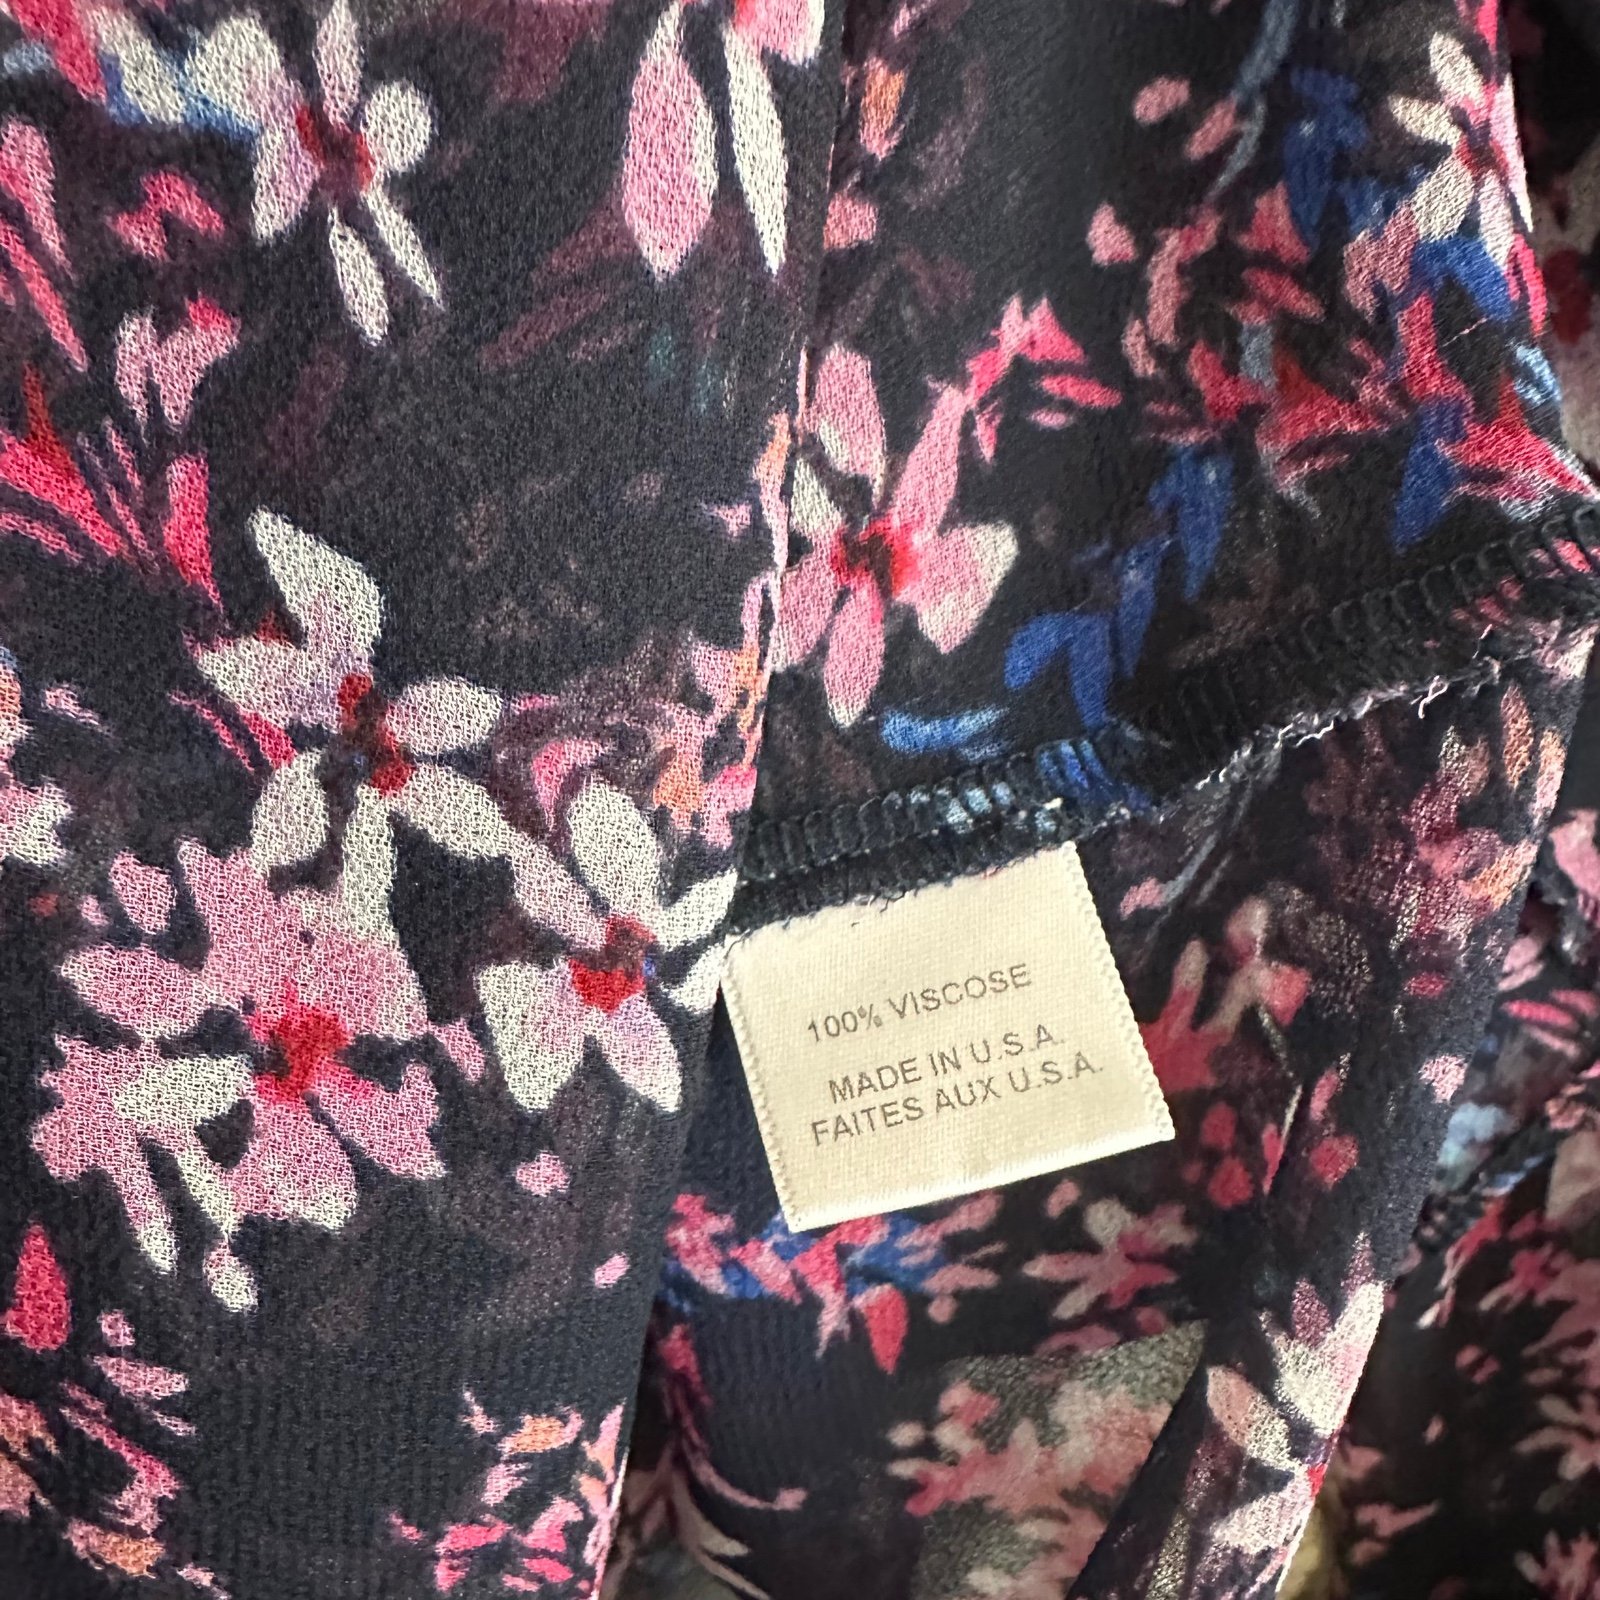 100% VISCOSE
MADE IN U.S.A.
FAITES AUX U.S.A.